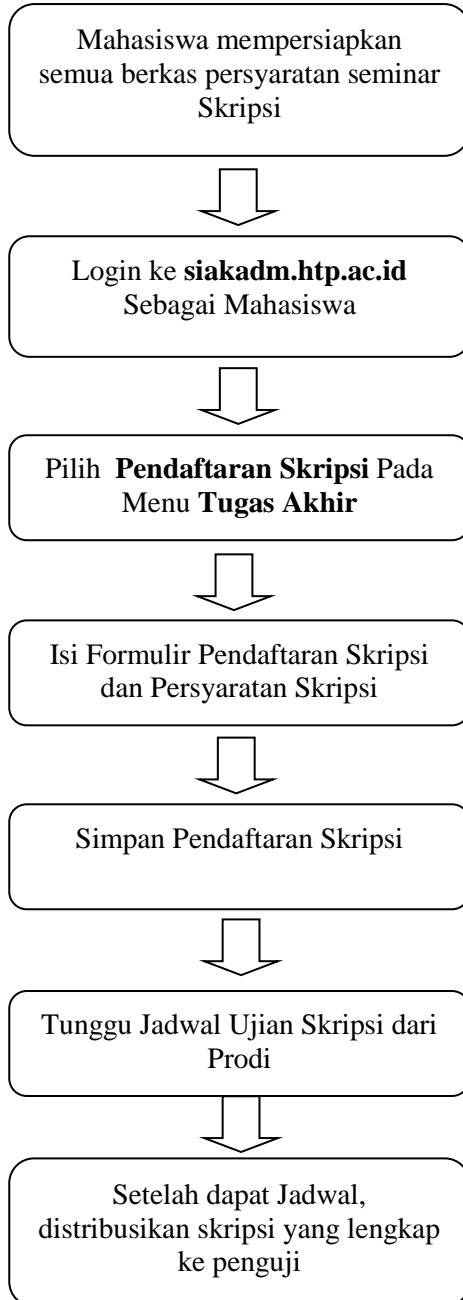 Mahasiswa mempersiapkan
semua berkas persyaratan seminar
Skripsi
Login ke siakadm.htp.ac.id
Sebagai Mahasiswa
Pilih Pendaftaran Skripsi Pada
Menu Tugas Akhir
Isi Formulir Pendaftaran Skripsi
dan Persyaratan Skripsi
Simpan Pendaftaran Skripsi
Tunggu Jadwal Ujian Skripsi dari
Prodi
Setelah dapat Jadwal,
distribusikan skripsi yang lengkap
ke penguji